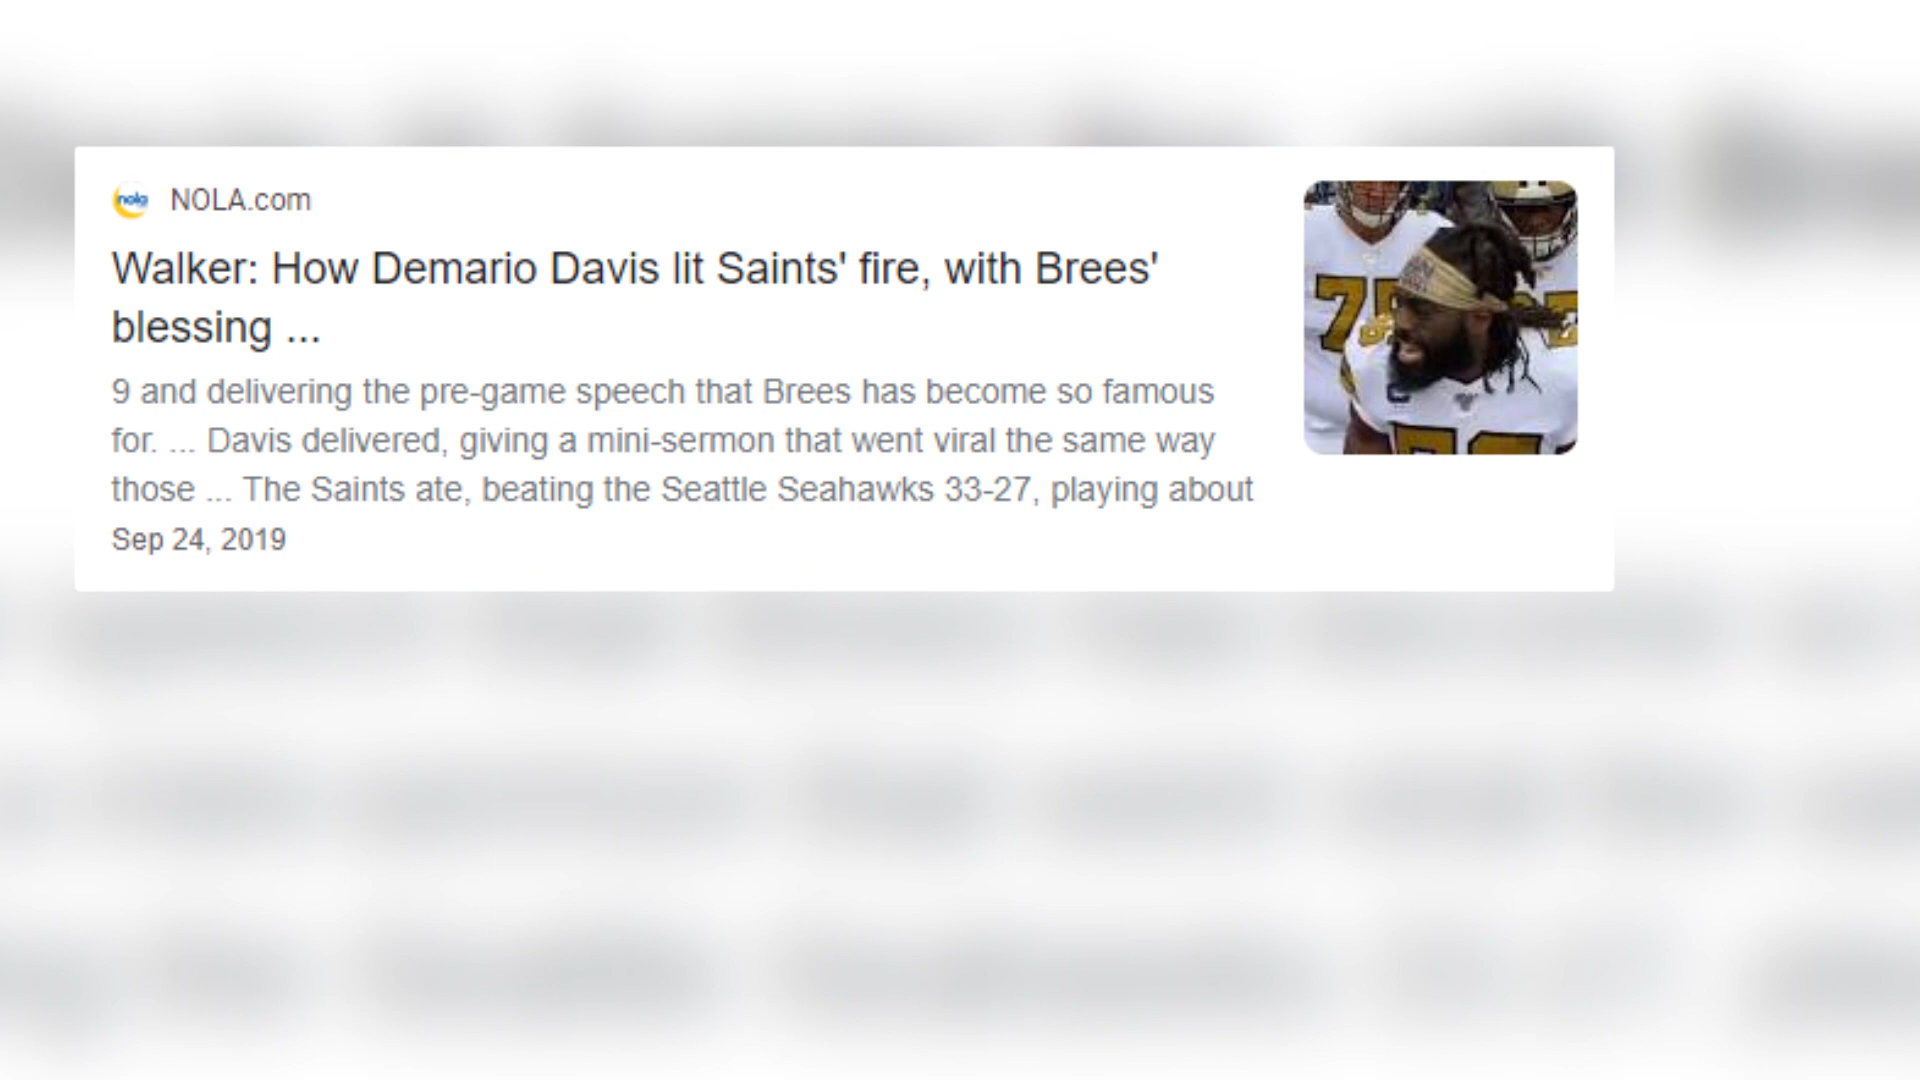 nola NOLA.com
Walker: How Demario Davis lit Saints' fire, with Brees'
blessing ...
9 and delivering the pre-game speech that Brees has become so famous
for. ... Davis delivered, giving a mini-sermon that went viral the same way
those ... The Saints ate, beating the Seattle Seahawks 33-27, playing about
Sep 24, 2019